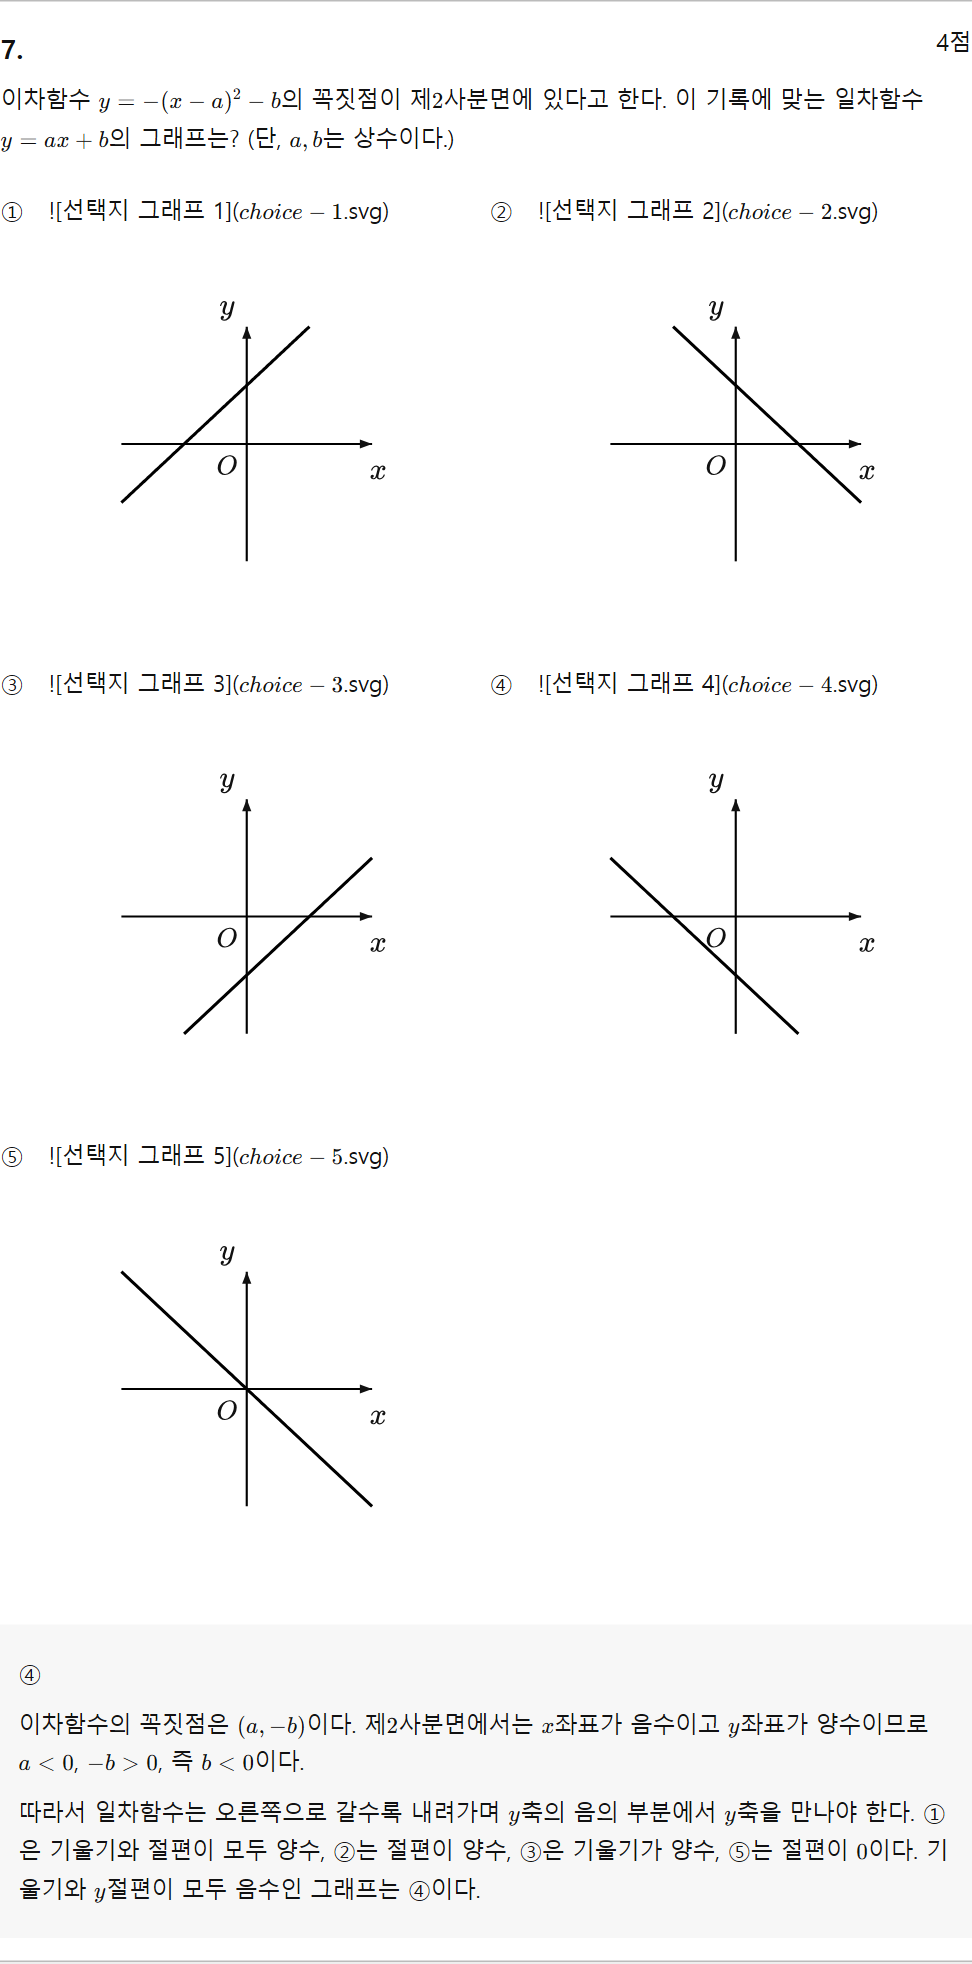 4점
7.
이차함수 y = −(x − a)² − b의 꼭짓점이 제2사분면에 있다고 한다. 이 기록에 맞는 일차함수
y = ax + b의 그래프는? (단, a, b는 상수이다.)
① ![선택지 그래프 1](choice − 1.svg)
② ![선택지 그래프 2](choice − 2.svg)
y
O
x
y
O
x
③ ![선택지 그래프 3](choice − 3.svg)
④ ![선택지 그래프 4](choice − 4.svg)
y
O
x
y
O
x
⑤ ![선택지 그래프 5](choice − 5.svg)
y
O
x
④
이차함수의 꼭짓점은 (a, −b)이다. 제2사분면에서는 x좌표가 음수이고 y좌표가 양수이므로
a < 0, −b > 0, 즉 b < 0이다.
따라서 일차함수는 오른쪽으로 갈수록 내려가며 y축의 음의 부분에서 y축을 만나야 한다. ①
은 기울기와 절편이 모두 양수, ②는 절편이 양수, ③은 기울기가 양수, ⑤는 절편이 0이다. 기
울기와 y절편이 모두 음수인 그래프는 ④이다.